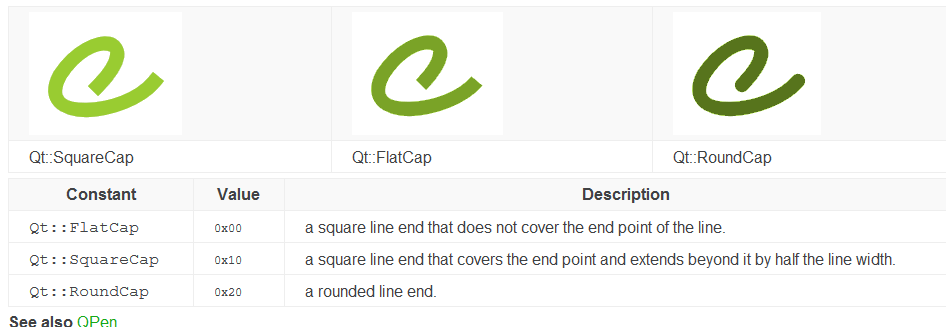 Qt::SquareCap Qt::FlatCap Qt::RoundCap
Constant Value Description
Qt::FlatCap 0x00 a square line end that does not cover the end point of the line.
Qt::SquareCap 0x10 a square line end that covers the end point and extends beyond it by half the line width.
Qt::RoundCap 0x20 a rounded line end.
See also QPen